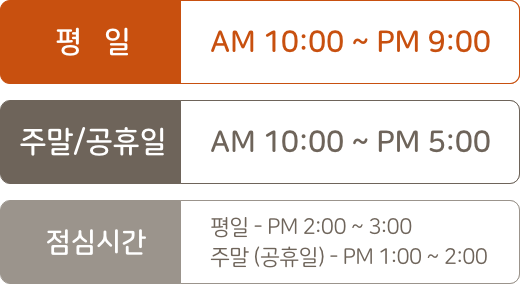 평 일
AM 10:00 ~ PM 9:00
주말/공휴일
AM 10:00 ~ PM 5:00
점심시간
평일 - PM 2:00 ~ 3:00
주말 (공휴일) - PM 1:00 ~ 2:00